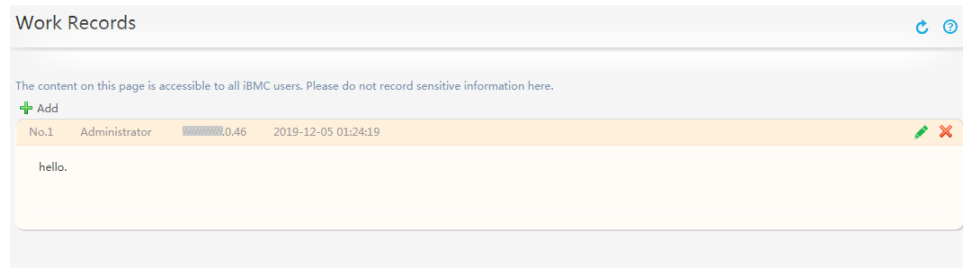 Work Records
The content on this page is accessible to all iBMC users. Please do not record sensitive information here.
Add
No.1 Administrator .0.46 2019-12-05 01:24:19
hello.